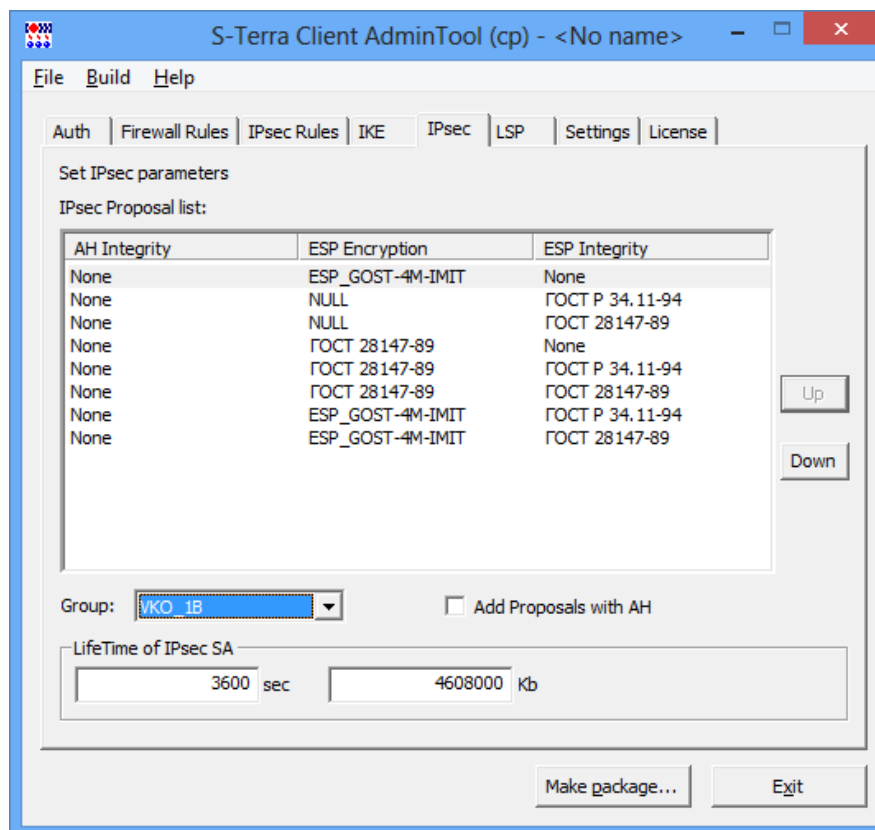 S-Terra Client AdminTool (cp) - <No name>
File Build Help
Auth Firewall Rules IPsec Rules IKE IPsec LSP Settings License
Set IPsec parameters
IPsec Proposal list:
AH Integrity ESP Encryption ESP Integrity
None ESP_GOST-4M-IMIT None
None NULL ГОСТ Р 34.11-94
None NULL ГОСТ 28147-89
None ГОСТ 28147-89 None
None ГОСТ 28147-89 ГОСТ Р 34.11-94
None ГОСТ 28147-89 ГОСТ 28147-89
None ESP_GOST-4M-IMIT ГОСТ Р 34.11-94
None ESP_GOST-4M-IMIT ГОСТ 28147-89
Up
Down
Group: VKO_1B Add Proposals with AH
LifeTime of IPsec SA
3600 sec 4608000 Kb
Make package... Exit